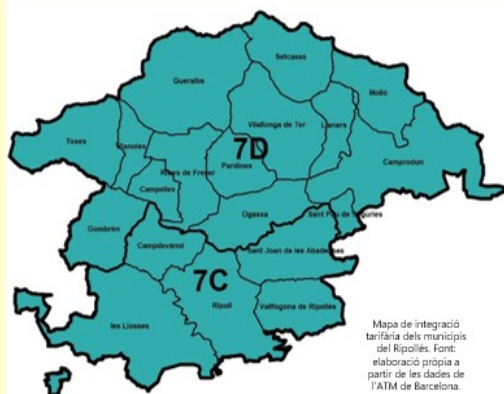 Setcases
Queralbs
Molló
Vilallonga de Ter
Llanars
Toses
Planoles
7D
Ribes de Freser
Pardines
Camprodon
Campelles
Ogassa
Sant Pau de Segúries
Gombrèn
Campdevànol
Sant Joan de les Abadesses
7C
Ripoll
Vallfogona de Ripollès
les Llosses
Mapa de integració
tarifària dels municipis
del Ripollès. Font:
elaboració pròpia a
partir de les dades de
l'ATM de Barcelona.